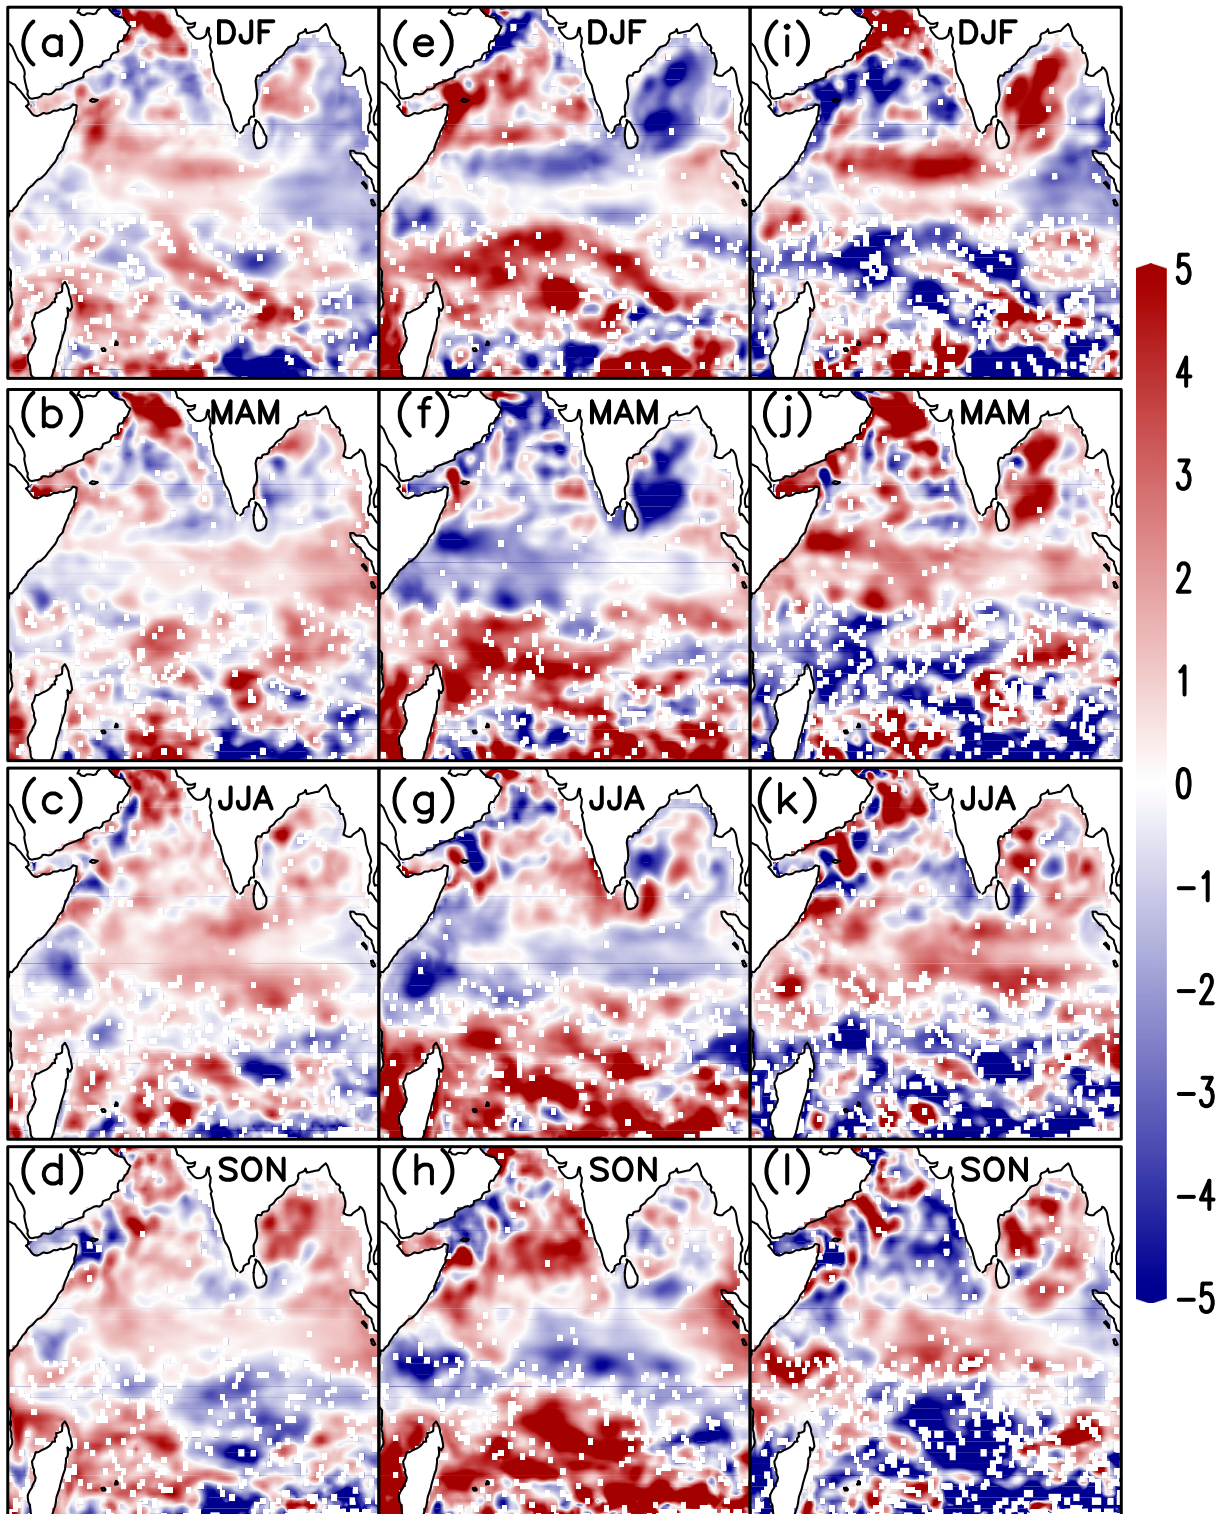 (a) DJF (e) DJF (i) DJF
5
4
(b) MAM (f) MAM (j) MAM
3
2
1
0
(c) JJA (g) JJA (k) JJA
-1
-2
-3
(d) SON (h) SON (l) SON
-4
-5